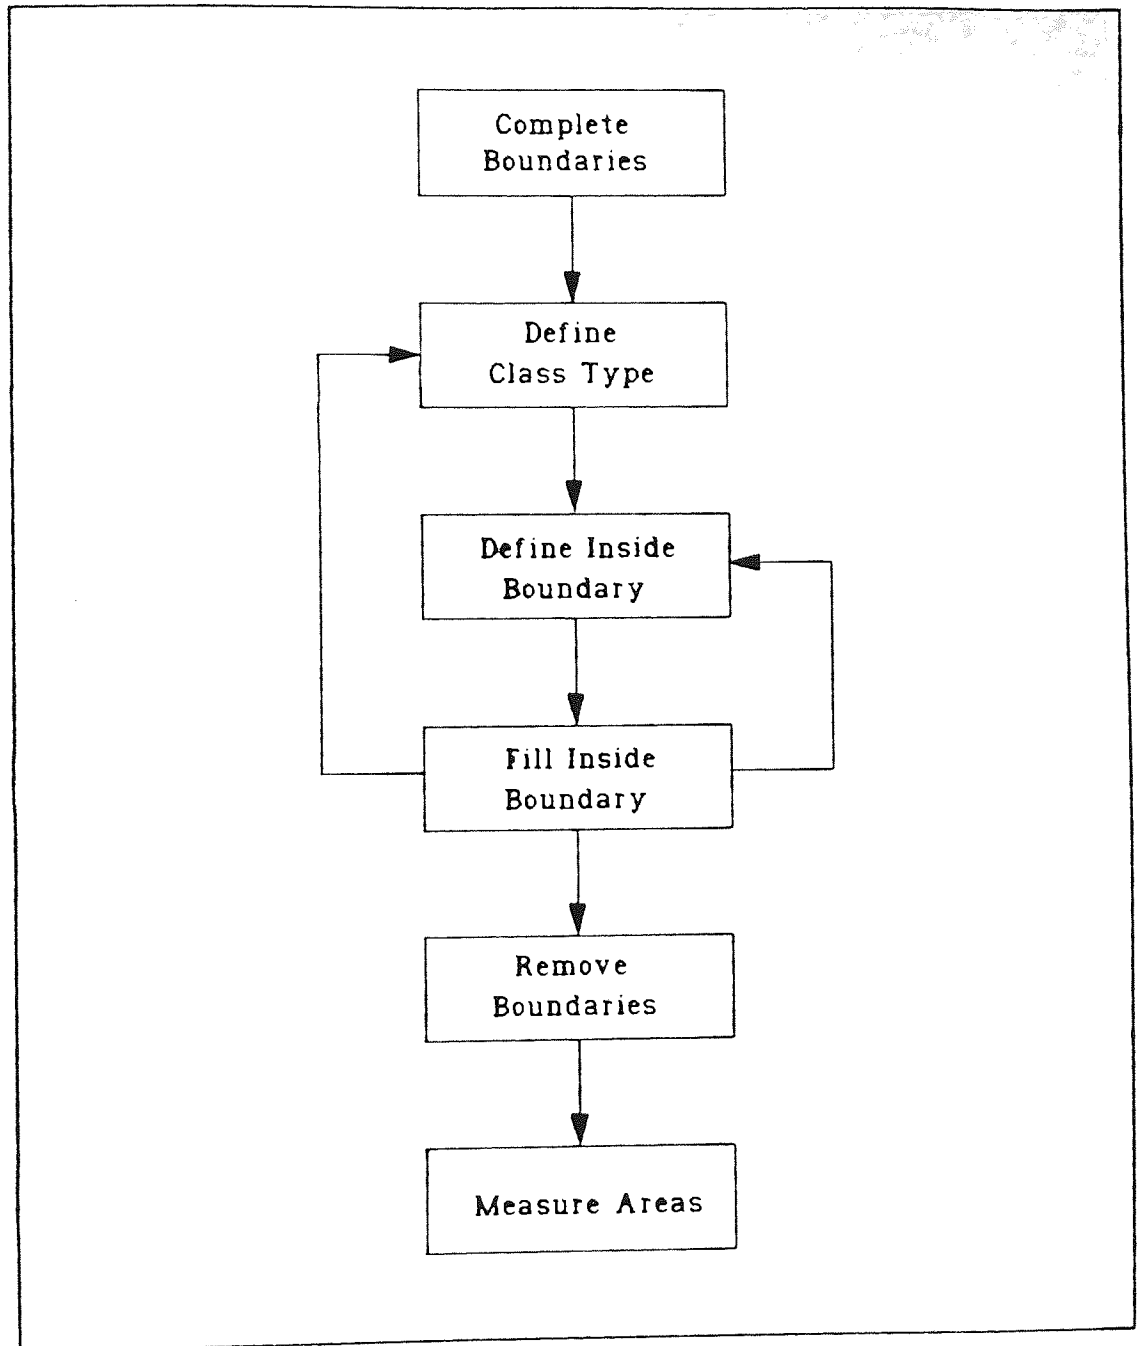 Complete
Boundaries
Define
Class Type
Define Inside
Boundary
Fill Inside
Boundary
Remove
Boundaries
Measure Areas